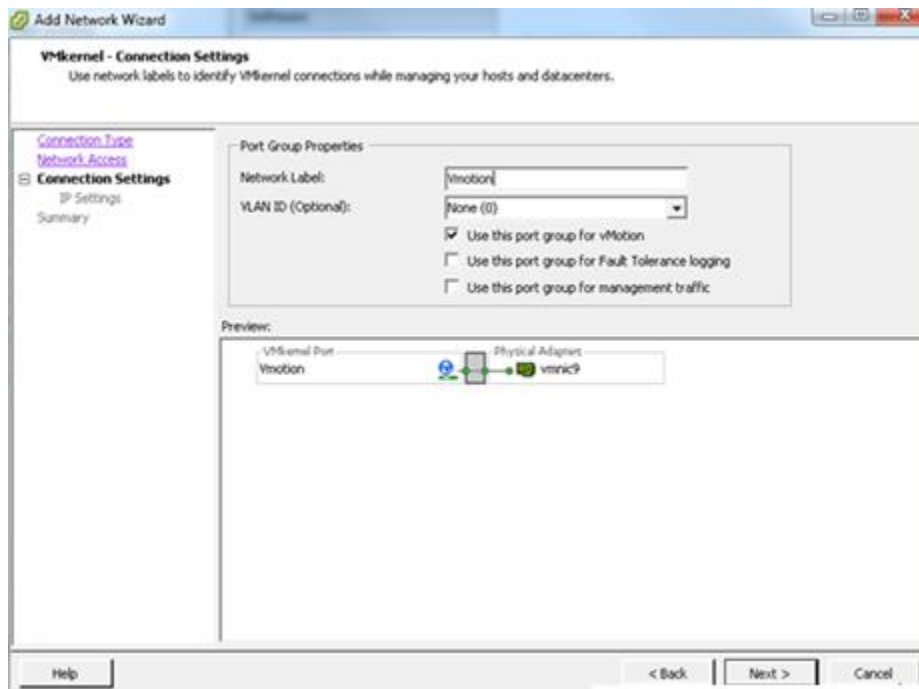 Add Network Wizard
VMkernel - Connection Settings
Use network labels to identify VMkernel connections while managing your hosts and datacenters.
Connection Type
Network Access
Connection Settings
IP Settings
Summary
Port Group Properties
Network Label:
Vmotion
VLAN ID (Optional):
None (0)
Use this port group for vMotion
Use this port group for Fault Tolerance logging
Use this port group for management traffic
Preview:
VMkernel Port
Physical Adapters
Vmotion
vmnic9
Help
< Back
Next >
Cancel